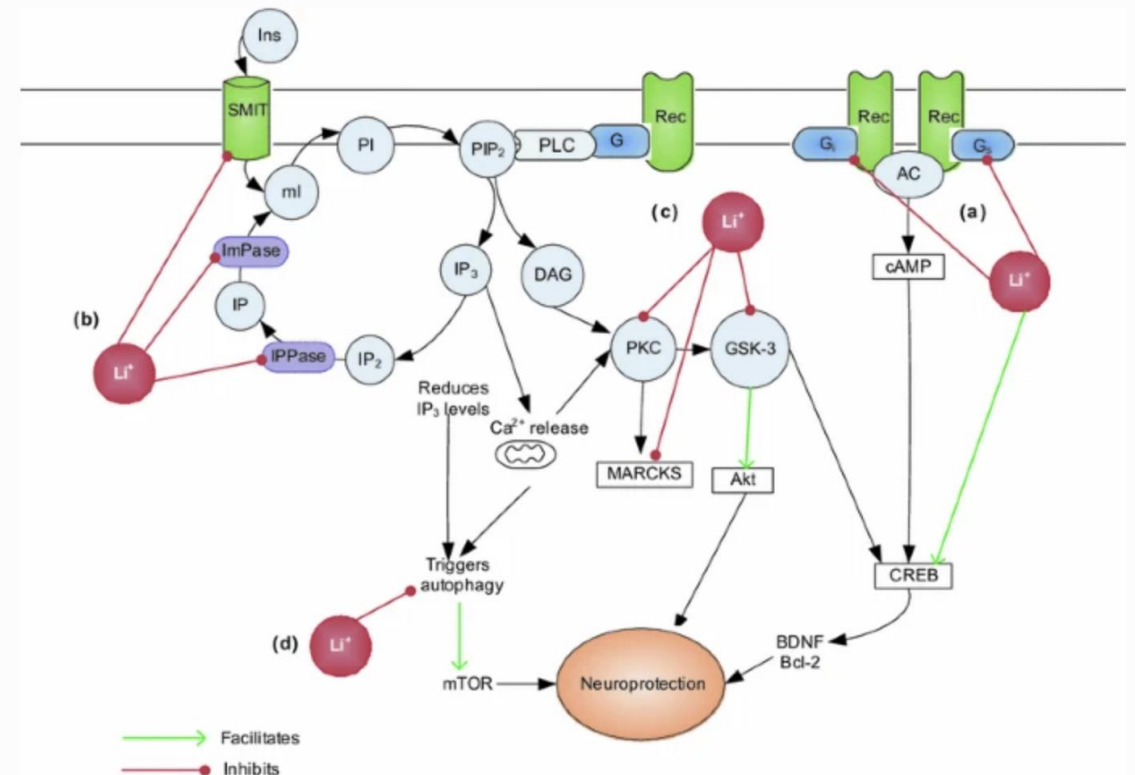 Ins
SMIT
Rec
Rec
Rec
PI
PIP₂
PLC
G
Gᵢ
Gₛ
AC
mI
(c)
Li⁺
(a)
ImPase
IP₃
DAG
cAMP
Li⁺
IP
(b)
PKC
GSK-3
IPPase
IP₂
Li⁺
Reduces
IP₃ levels
Ca²⁺ release
MARCKS
Akt
Triggers
autophagy
CREB
(d)
Li⁺
BDNF
Bcl-2
mTOR
Neuroprotection
Facilitates
Inhibits